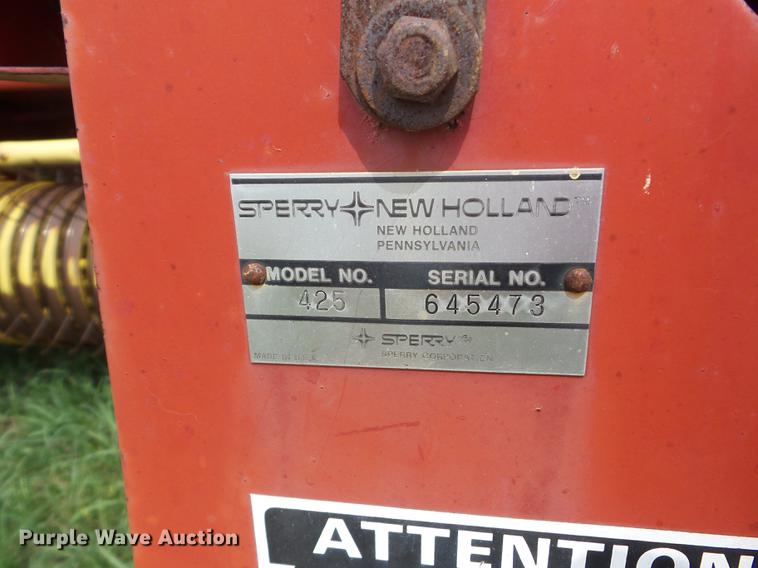 SPERRY NEW HOLLAND™
NEW HOLLAND
PENNSYLVANIA
MODEL NO. SERIAL NO.
425 645473
SPERRY
MADE IN U.S.A. SPERRY CORPORATION
ATTENTION
Purple Wave Auction